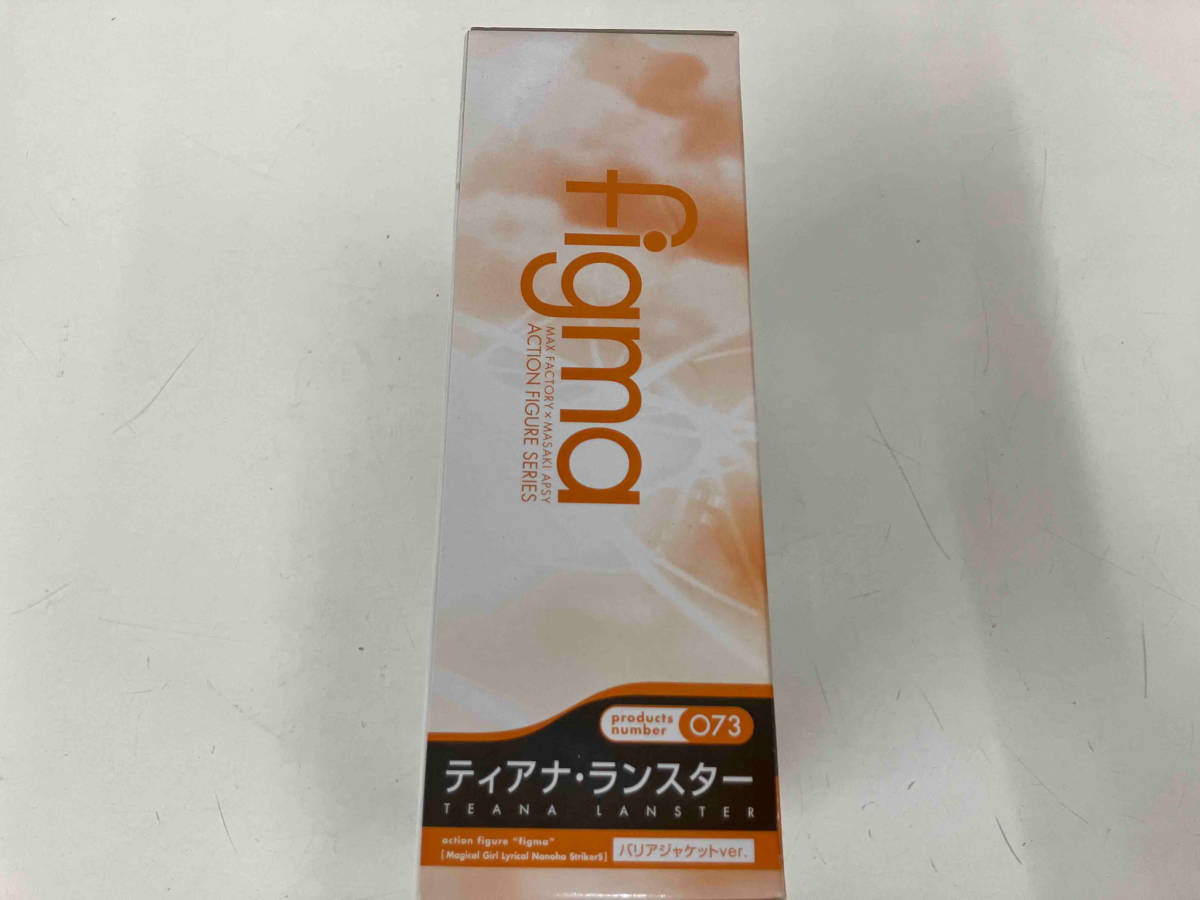 figma
MAX FACTORY × MASAKI APSY
ACTION FIGURE SERIES
products
number
073
ティアナ・ランスター
TEANA LANSTER
action figure "figma"
[Magical Girl Lyrical Nanoha StrikerS]
バリアジャケットver.